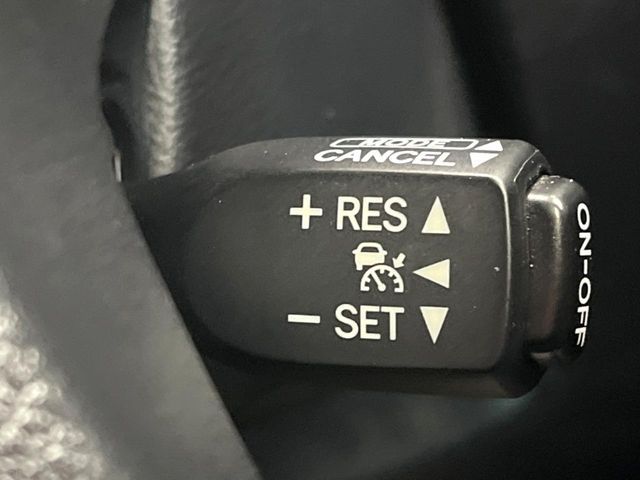 MODE
CANCEL
+ RES
- SET
ON-OFF